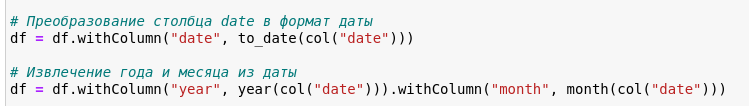 # Преобразование столбца date в формат даты
df = df.withColumn("date", to_date(col("date")))
# Извлечение года и месяца из даты
df = df.withColumn("year", year(col("date"))).withColumn("month", month(col("date")))